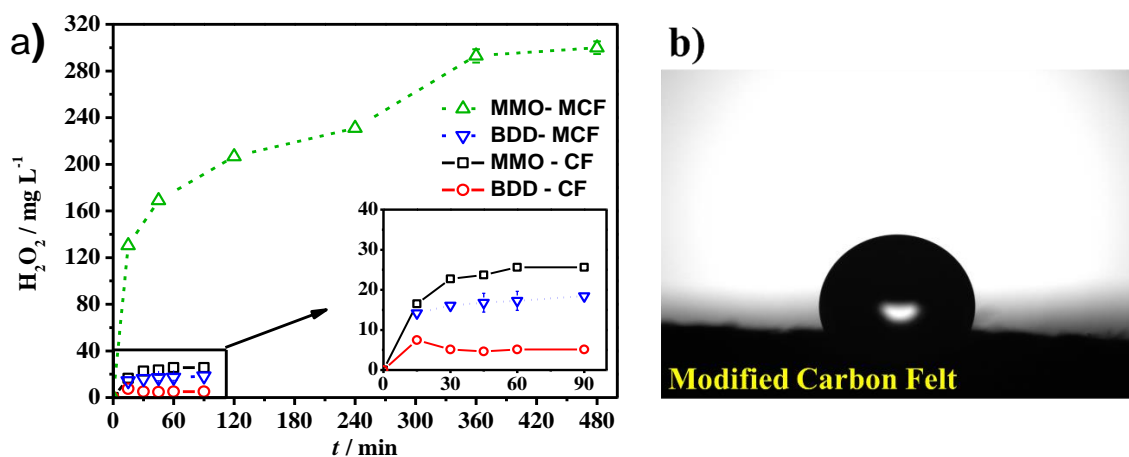 a)
H₂O₂ / mg L⁻¹
320
280
240
200
160
120
80
40
0
MMO- MCF
BDD- MCF
MMO - CF
BDD - CF
40
30
20
10
0
0 30 60 90
0 60 120 180 240 300 360 420 480
t / min
b)
Modified Carbon Felt